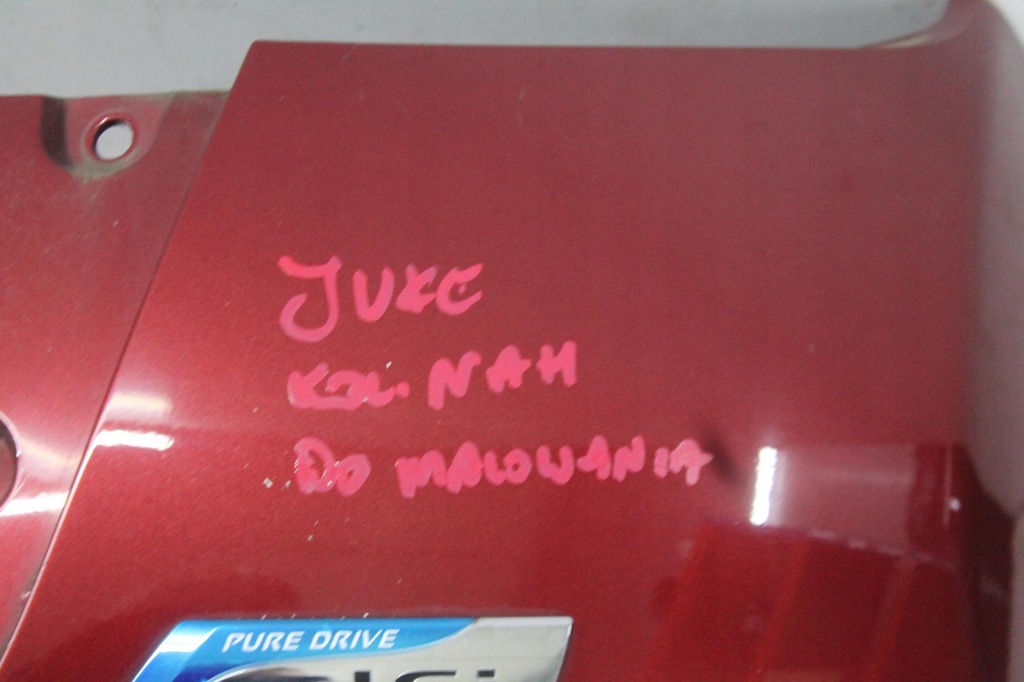 JUKE
KOL. NAH
DO MALOWANIA
PURE DRIVE